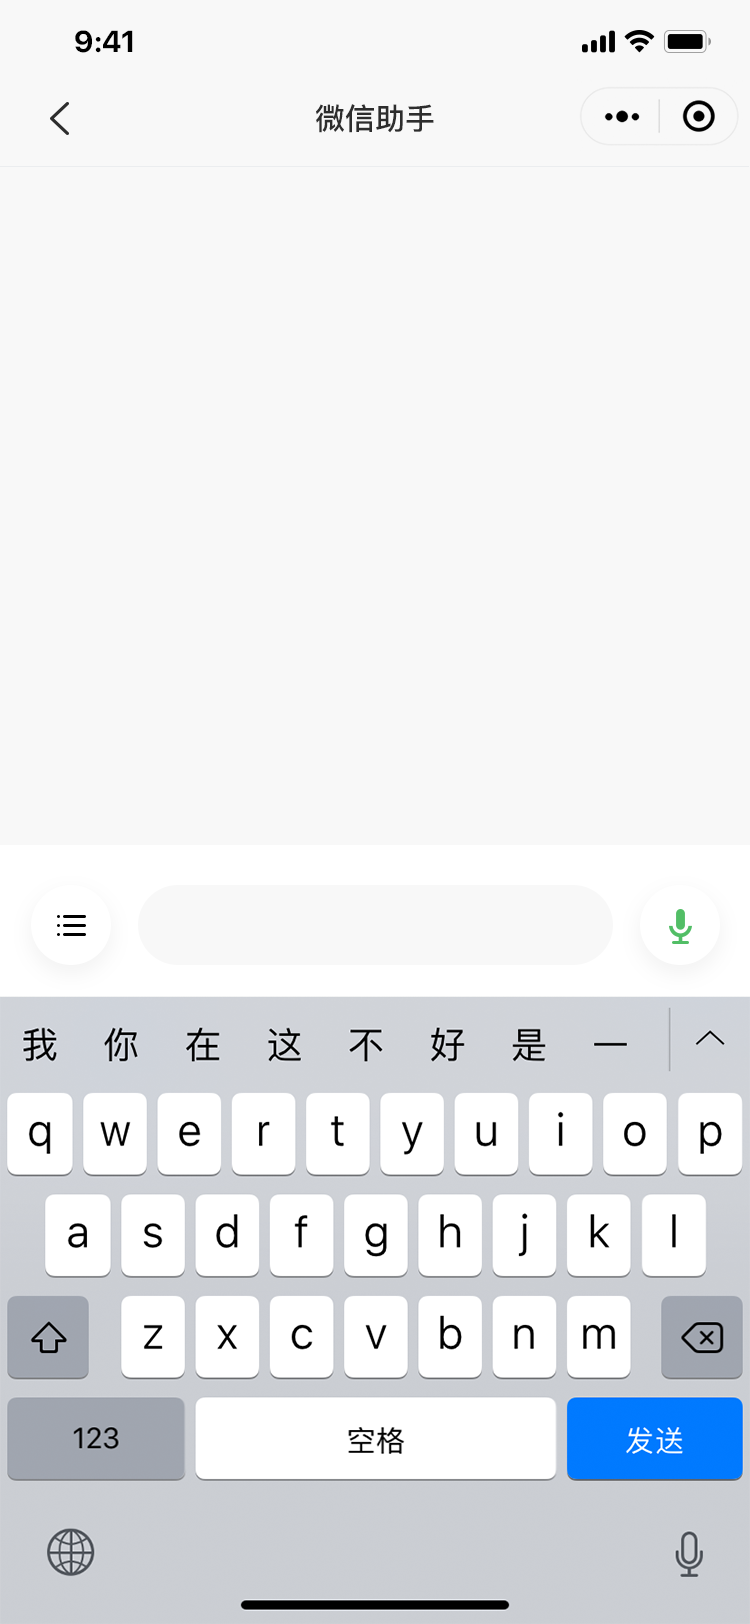 9:41
微信助手
我 你 在 这 不 好 是 一
q w e r t y u i o p
a s d f g h j k l
z x c v b n m
123 空格 发送